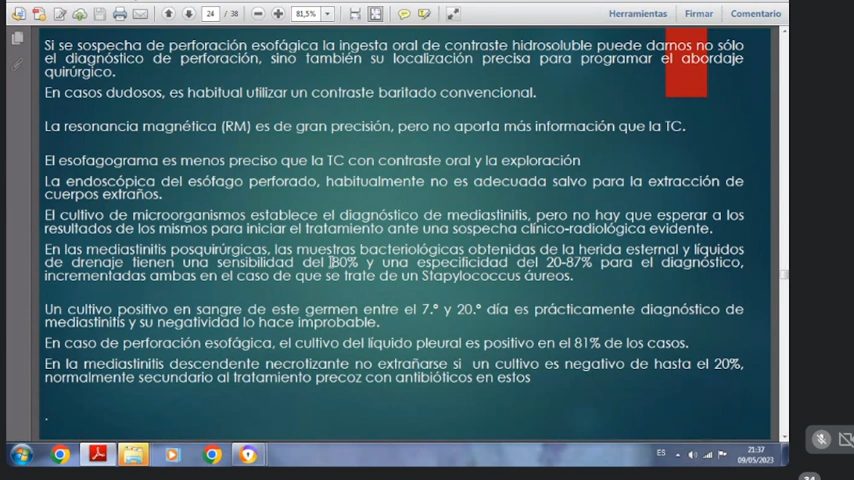 24 / 38
81,5%
Herramientas
Firmar
Comentario
Si se sospecha de perforación esofágica la ingesta oral de contraste hidrosoluble puede darnos no sólo
el diagnóstico de perforación, sino también su localización precisa para programar el abordaje
quirúrgico.
En casos dudosos, es habitual utilizar un contraste baritado convencional.
La resonancia magnética (RM) es de gran precisión, pero no aporta más información que la TC.
El esofagograma es menos preciso que la TC con contraste oral y la exploración
La endoscópica del esófago perforado, habitualmente no es adecuada salvo para la extracción de
cuerpos extraños.
El cultivo de microorganismos establece el diagnóstico de mediastinitis, pero no hay que esperar a los
resultados de los mismos para iniciar el tratamiento ante una sospecha clínico-radiológica evidente.
En las mediastinitis posquirúrgicas, las muestras bacteriológicas obtenidas de la herida esternal y líquidos
de drenaje tienen una sensibilidad del 80% y una especificidad del 20-87% para el diagnóstico,
incrementadas ambas en el caso de que se trate de un Stapylococcus áureos.
Un cultivo positivo en sangre de este germen entre el 7.º y 20.º día es prácticamente diagnóstico de
mediastinitis y su negatividad lo hace improbable.
En caso de perforación esofágica, el cultivo del líquido pleural es positivo en el 81% de los casos.
En la mediastinitis descendente necrotizante no extrañarse si un cultivo es negativo de hasta el 20%,
normalmente secundario al tratamiento precoz con antibióticos en estos
.
ES
21:37
09/05/2023